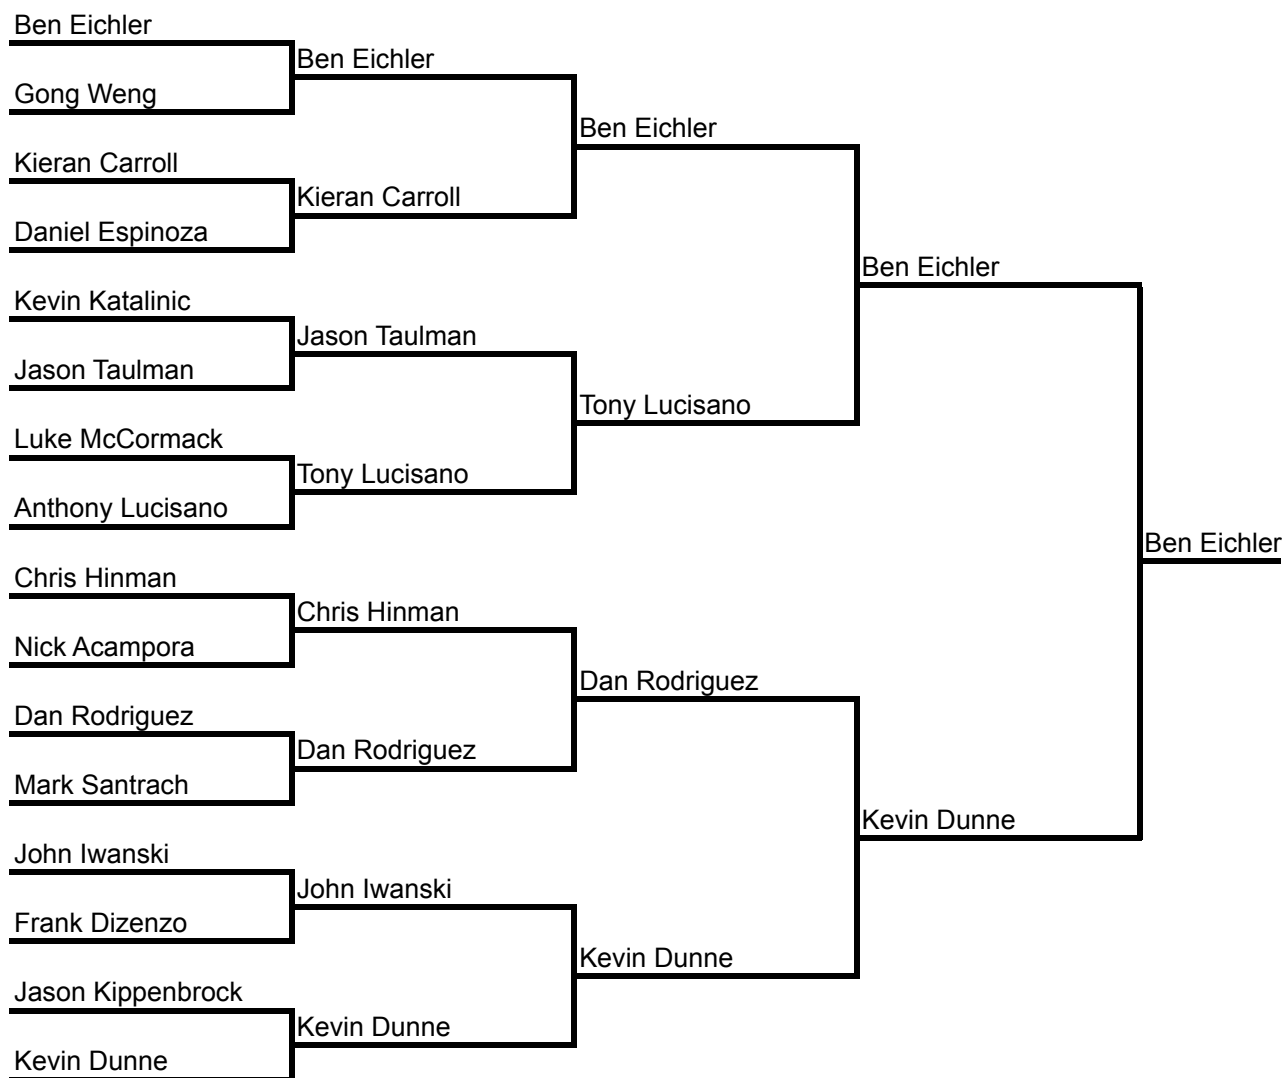 Ben Eichler
Gong Weng
Kieran Carroll
Daniel Espinoza
Kevin Katalinic
Jason Taulman
Luke McCormack
Anthony Lucisano
Chris Hinman
Nick Acampora
Dan Rodriguez
Mark Santrach
John Iwanski
Frank Dizenzo
Jason Kippenbrock
Kevin Dunne
Ben Eichler
Kieran Carroll
Jason Taulman
Tony Lucisano
Chris Hinman
Dan Rodriguez
John Iwanski
Kevin Dunne
Ben Eichler
Tony Lucisano
Dan Rodriguez
Kevin Dunne
Ben Eichler
Kevin Dunne
Ben Eichler